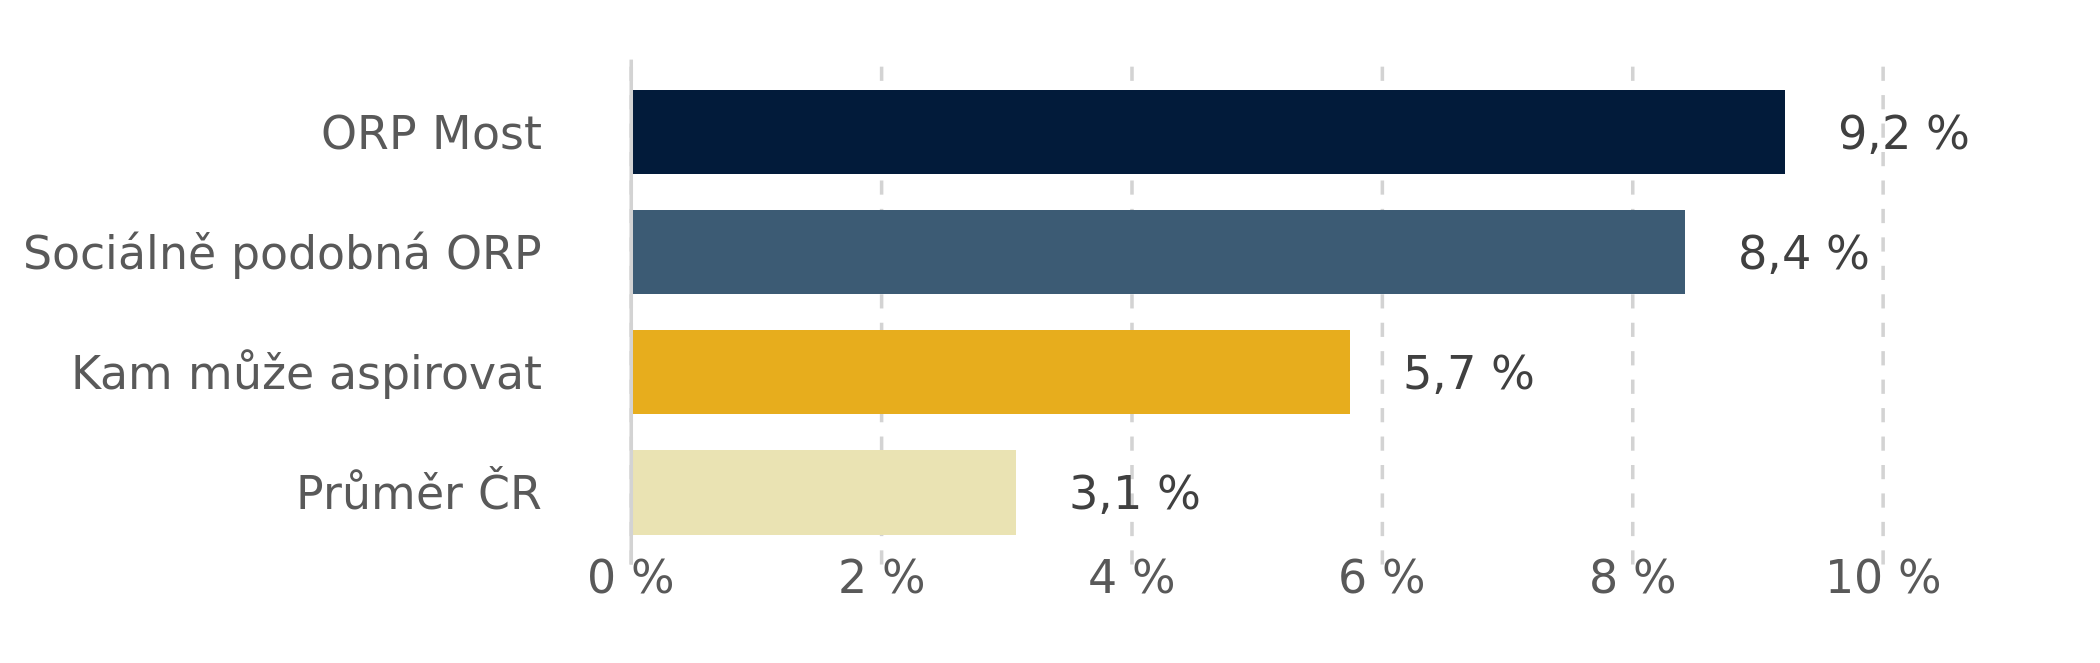 ORP Most 9,2 %
Sociálně podobná ORP 8,4 %
Kam může aspirovat 5,7 %
Průměr ČR 3,1 %
0 % 2 % 4 % 6 % 8 % 10 %